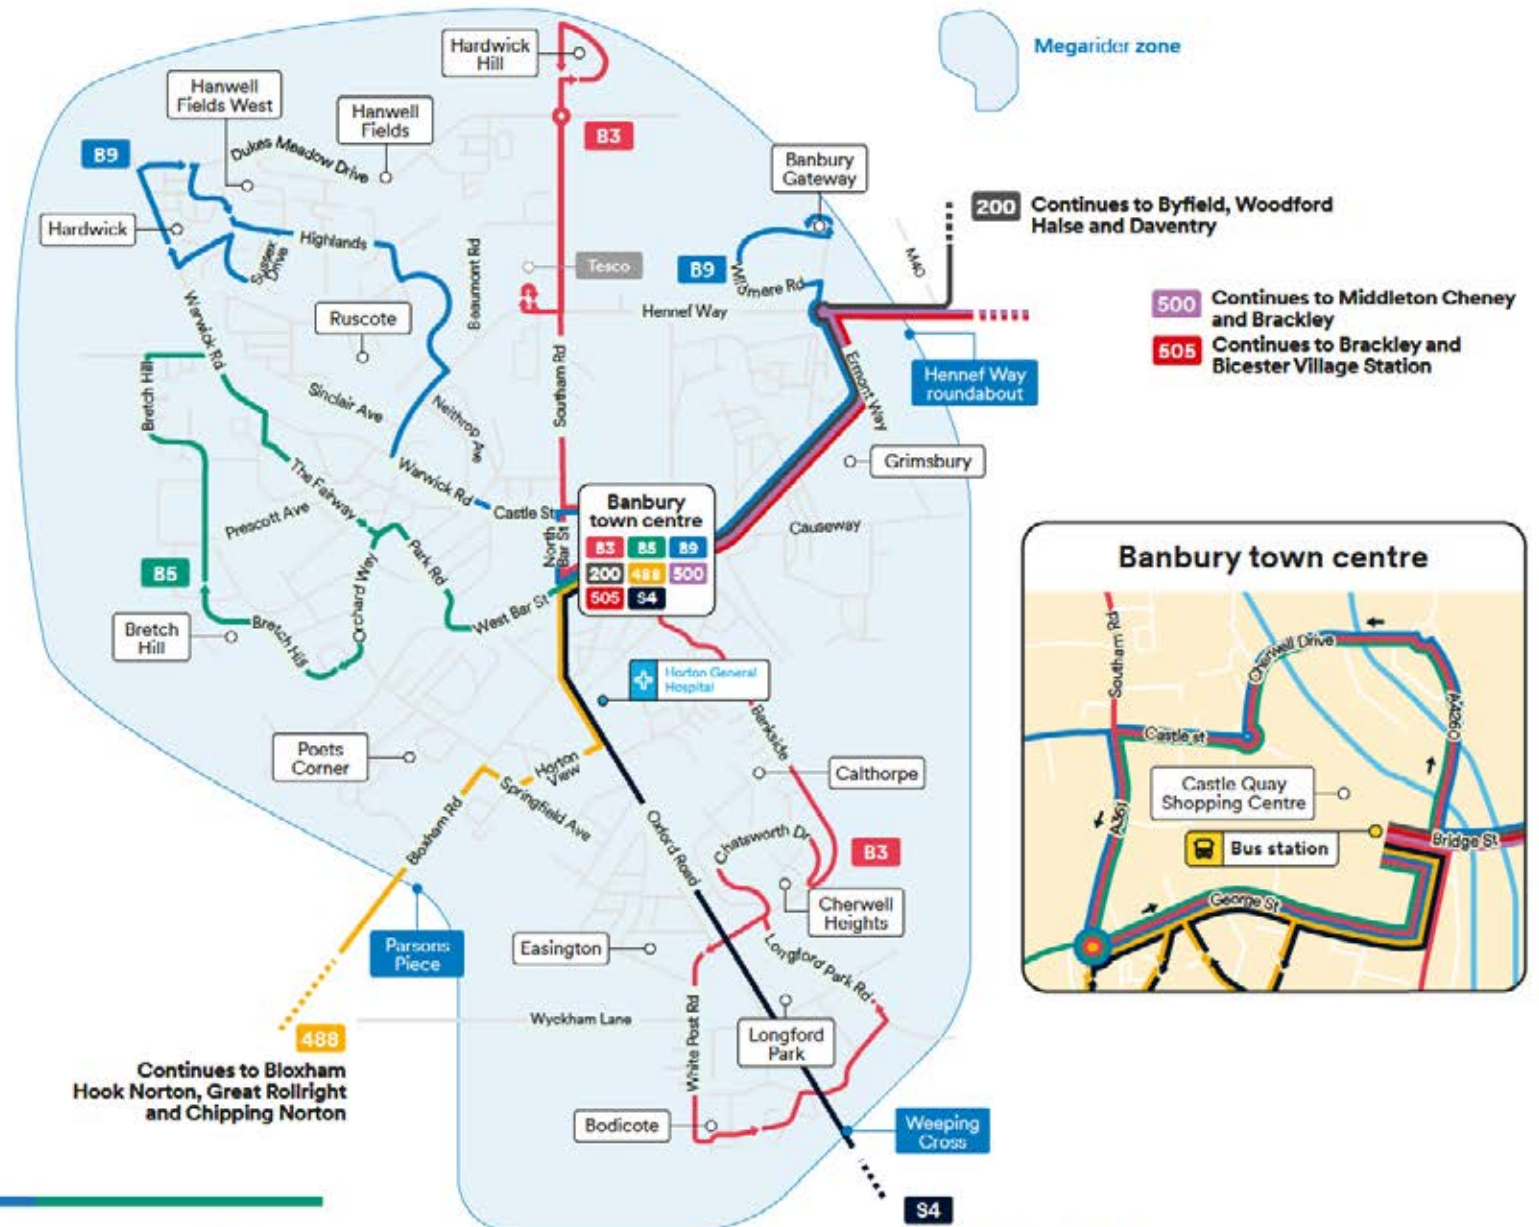 Hardwick
Hill
Megarider zone
Hanwell
Fields West
Hanwell
Fields
B9
Dukes Meadow Drive
B3
Banbury
Gateway
200 Continues to Byfield, Woodford
Halse and Daventry
Hardwick
Highlands
Sussex
Drive
Beaumont Rd
Tesco
B9
Wildmere Rd
M40
500 Continues to Middleton Cheney
and Brackley
Ruscote
Hennef Way
Warwick Rd
505 Continues to Brackley and
Bicester Village Station
Ermont Way
Hennef Way
roundabout
Bretch Hill
Sinclair Ave
Southam Rd
Neithrop Ave
Grimsbury
Warwick Rd
The Fairway
Castle St
Banbury
town centre
B3 B5 B9
200 488 500
505 S4
Causeway
Prescott Ave
North
Bar St
Park Rd
B5
Orchard Way
West Bar St
Bretch
Hill
Bretch Hill
Horton General
Hospital
Bankside
Poets
Corner
Horton
View
Springfield Ave
Calthorpe
Bloxham Rd
Oxford Road
Chatsworth Dr
B3
Cherwell
Heights
Parsons
Piece
Easington
Longford Park Rd
Wyckham Lane
White Post Rd
Longford
Park
488
Continues to Bloxham
Hook Norton, Great Rollright
and Chipping Norton
Bodicote
Weeping
Cross
S4
Banbury town centre
Southam Rd
Cherwell Drive
A4260
Castle st
Castle Quay
Shopping Centre
A361
Bus station
Bridge St
George St